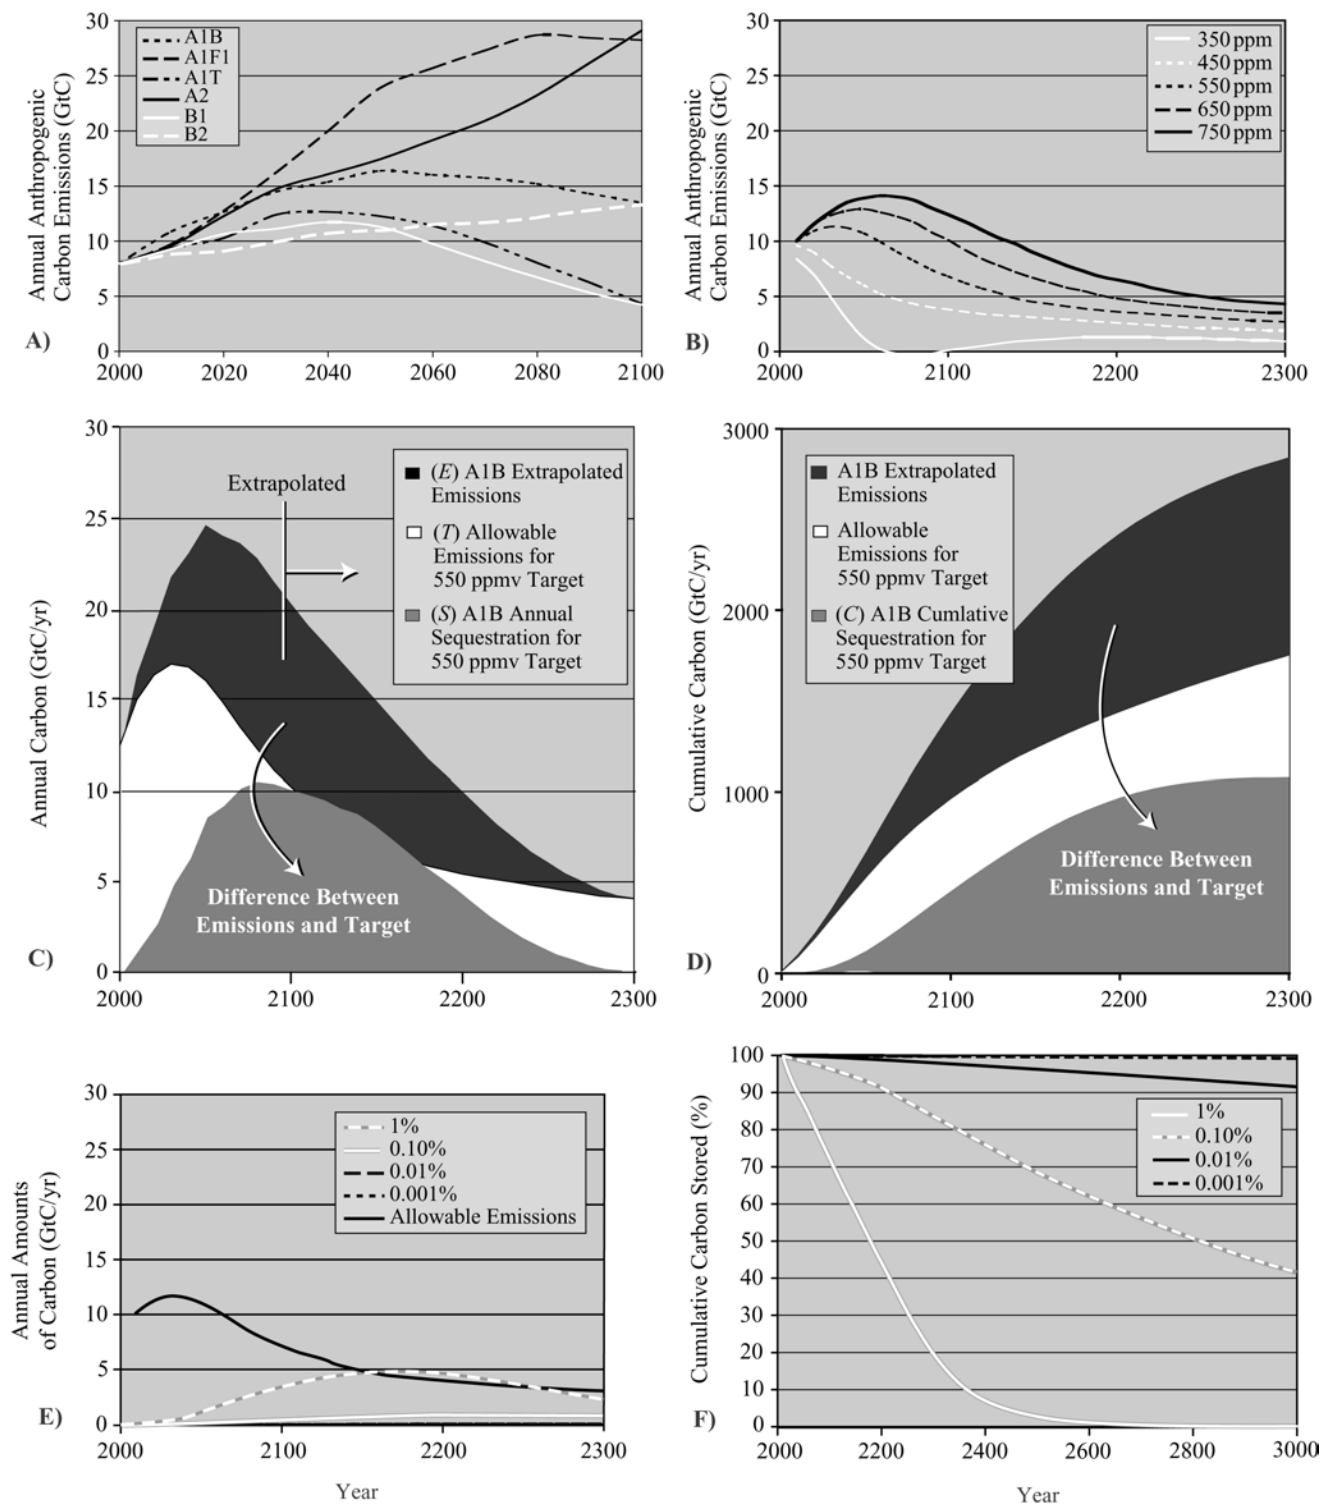 30
25
20
15
10
5
0
2000
2020
2040
2060
2080
2100
Annual Anthropogenic
Carbon Emissions (GtC)
A1B
A1F1
A1T
A2
B1
B2
A)
30
25
20
15
10
5
0
2000
2100
2200
2300
Annual Anthropogenic
Carbon Emissions (GtC)
350 ppm
450 ppm
550 ppm
650 ppm
750 ppm
B)
30
25
20
15
10
5
0
2000
2100
2200
2300
Annual Carbon (GtC/yr)
Extrapolated
(E) A1B Extrapolated
Emissions
(T) Allowable
Emissions for
550 ppmv Target
(S) A1B Annual
Sequestration for
550 ppmv Target
Difference Between
Emissions and Target
C)
3000
2000
1000
0
2000
2100
2200
2300
Cumulative Carbon (GtC/yr)
A1B Extrapolated
Emissions
Allowable
Emissions for
550 ppmv Target
(C) A1B Cumlative
Sequestration for
550 ppmv Target
Difference Between
Emissions and Target
D)
30
25
20
15
10
5
0
2000
2100
2200
2300
Annual Amounts
of Carbon (GtC/yr)
1%
0.10%
0.01%
0.001%
Allowable Emissions
E)
Year
100
90
80
70
60
50
40
30
20
10
0
2000
2200
2400
2600
2800
3000
Cumulative Carbon Stored (%)
1%
0.10%
0.01%
0.001%
F)
Year